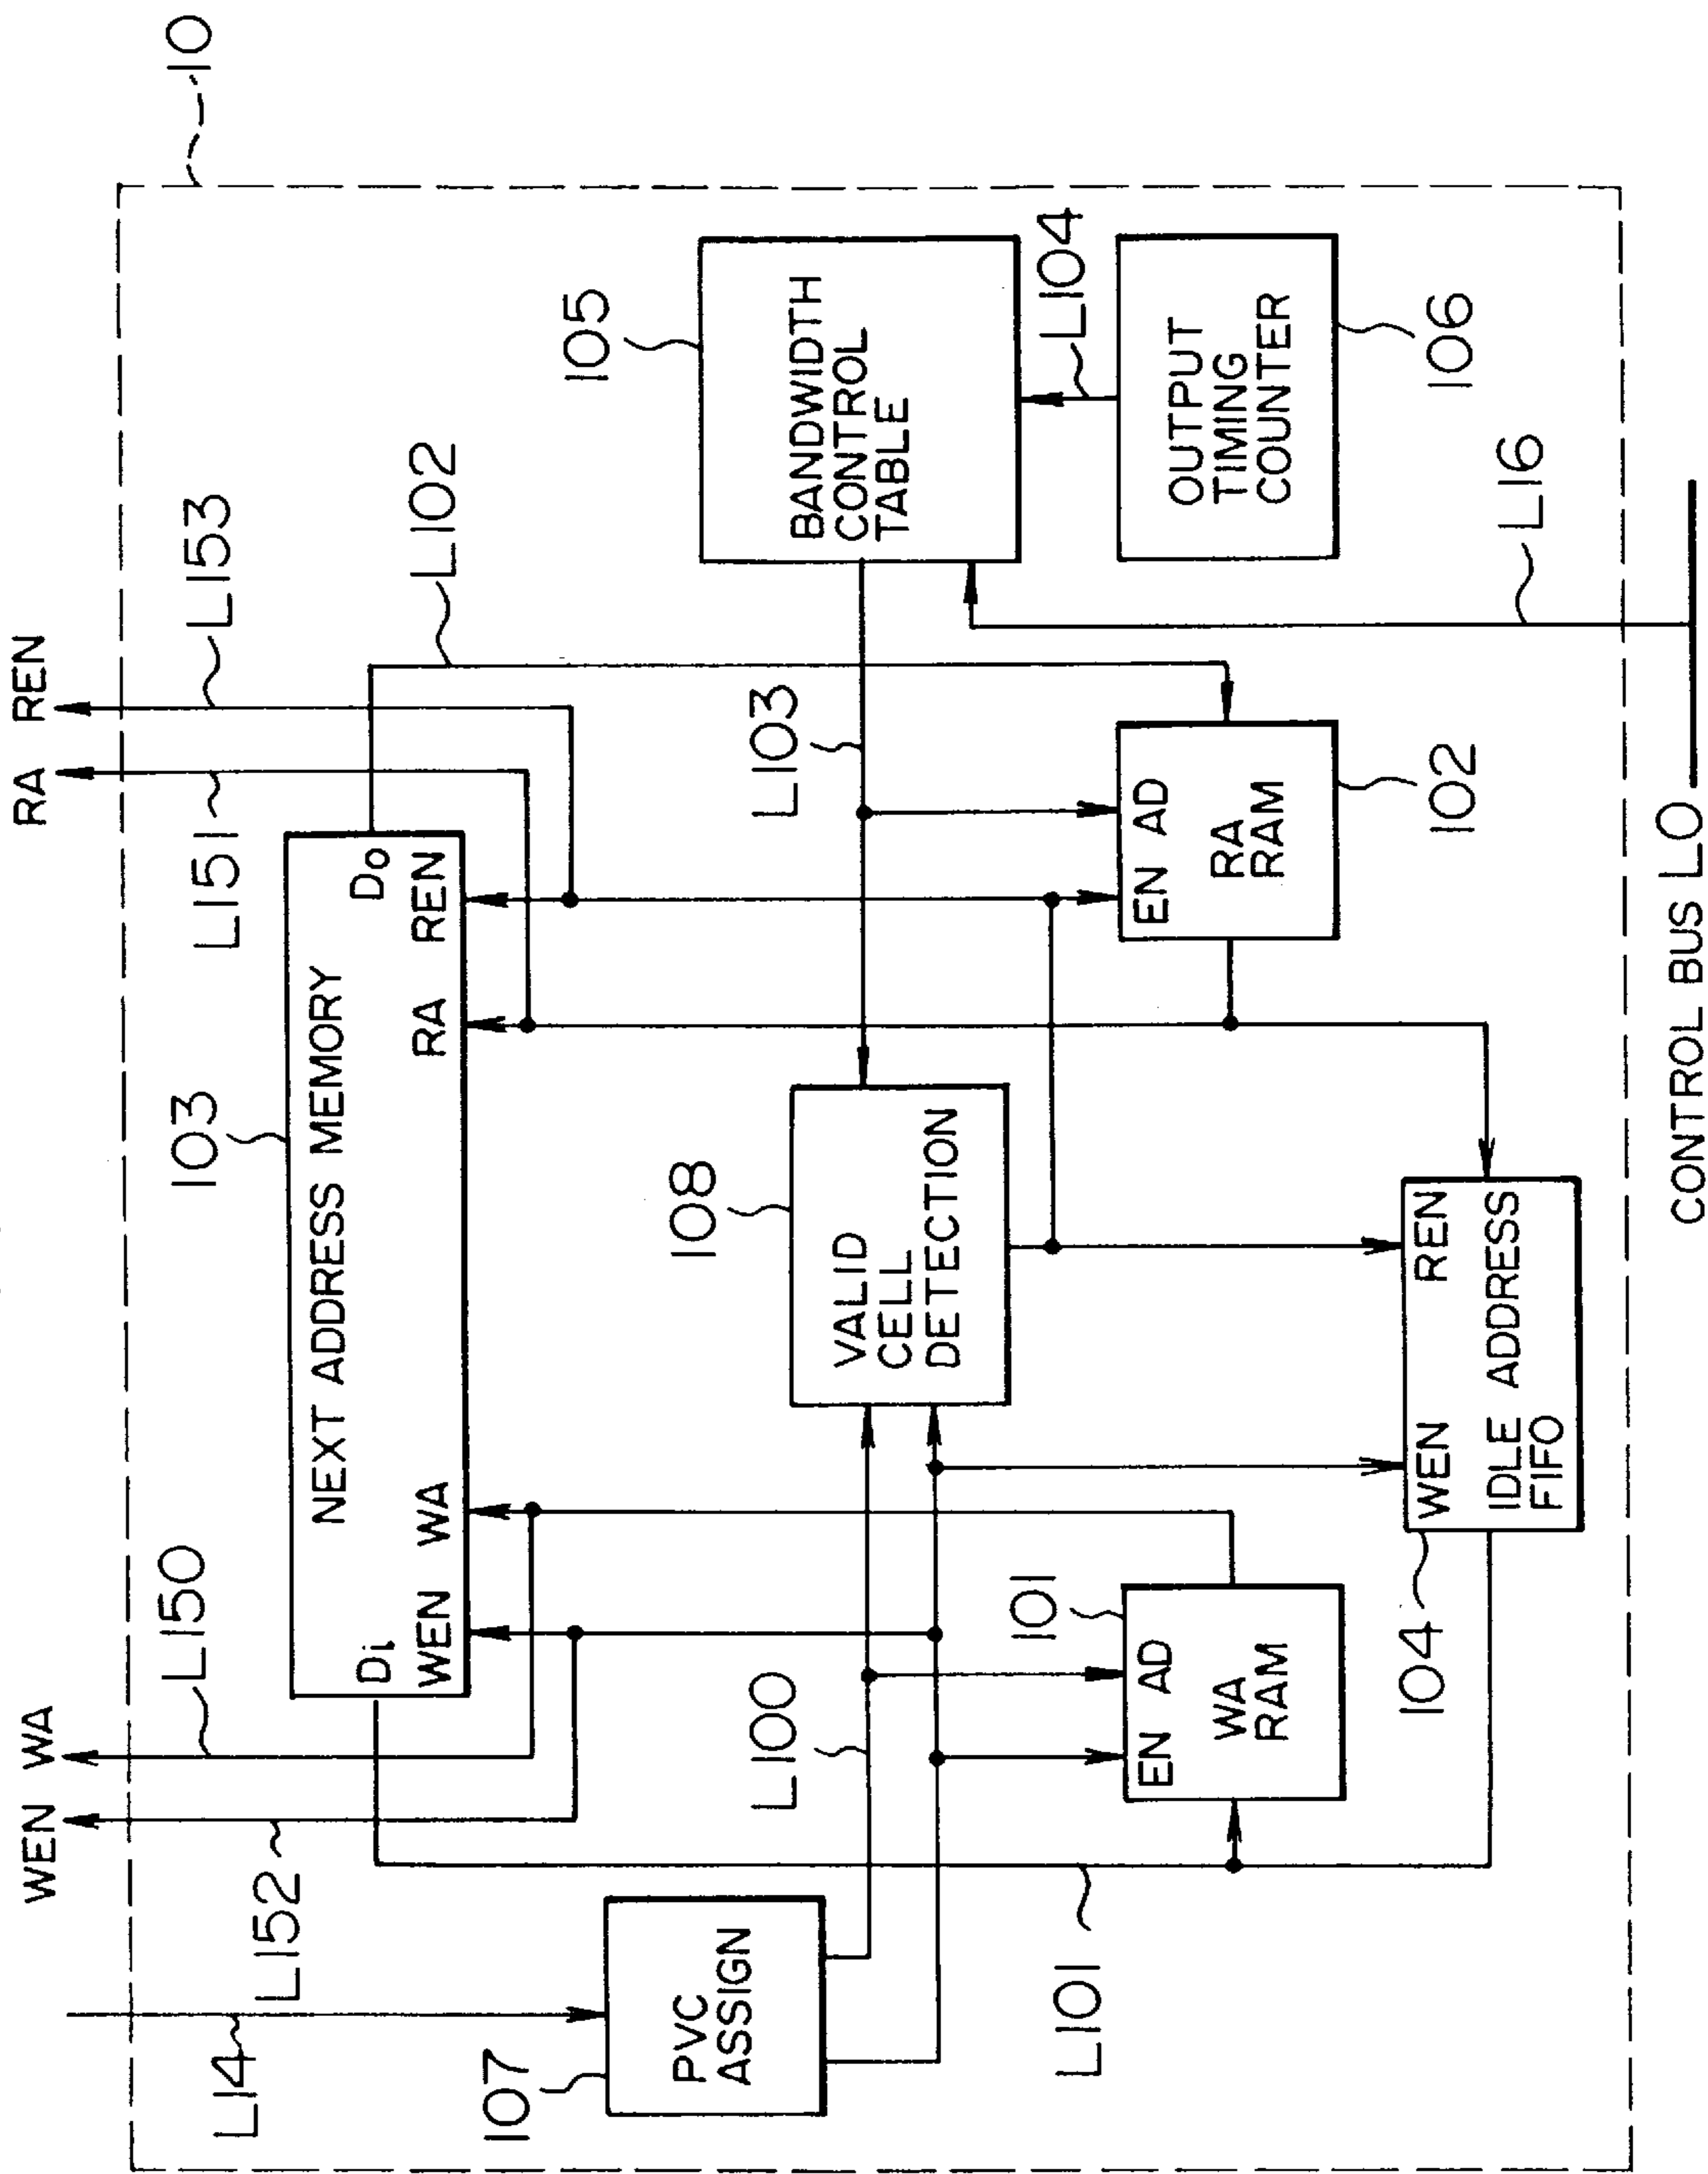 10
WEN
WA
RA
REN
L14
L152
L150
L151
L153
103
NEXT ADDRESS MEMORY
Di
Do
WEN
WA
RA
REN
L102
107
PVC
ASSIGN
L100
108
VALID
CELL
DETECTION
L103
105
BANDWIDTH
CONTROL
TABLE
L101
101
EN
AD
WA
RAM
EN
AD
RA
RAM
102
L104
OUTPUT
TIMING
COUNTER
106
104
WEN
REN
IDLE ADDRESS
FIFO
L16
CONTROL BUS L0